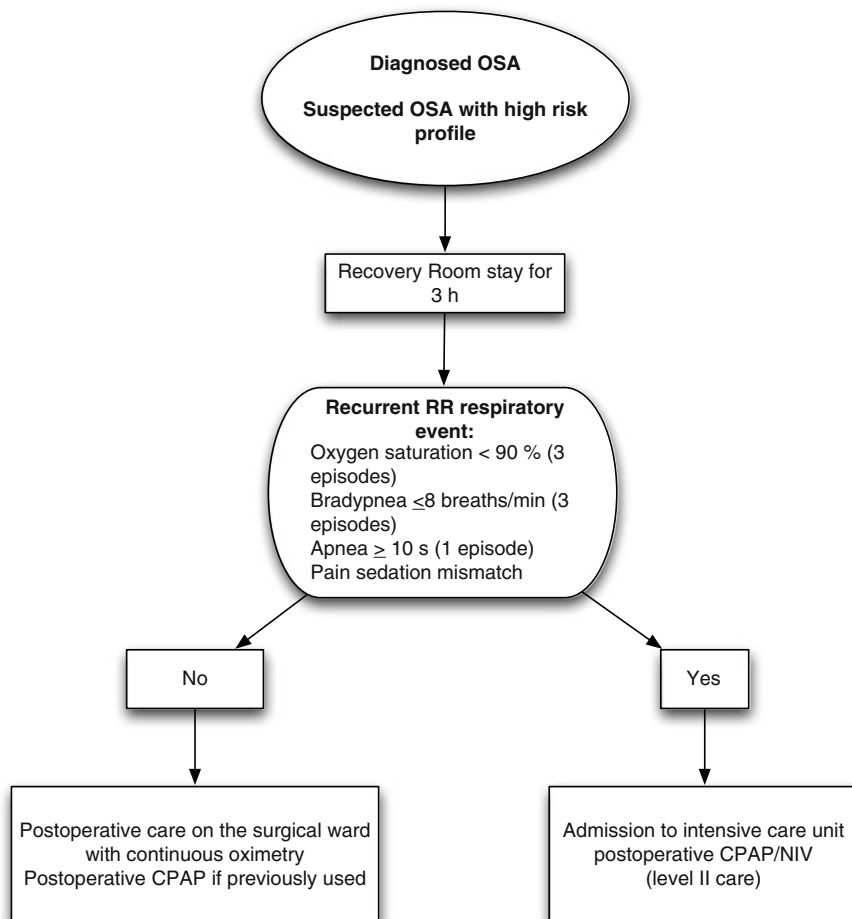 Diagnosed OSA
Suspected OSA with high risk
profile
Recovery Room stay for
3 h
Recurrent RR respiratory
event:
Oxygen saturation < 90 % (3
episodes)
Bradypnea ≤8 breaths/min (3
episodes)
Apnea ≥ 10 s (1 episode)
Pain sedation mismatch
No
Yes
Postoperative care on the surgical ward
with continuous oximetry
Postoperative CPAP if previously used
Admission to intensive care unit
postoperative CPAP/NIV
(level II care)